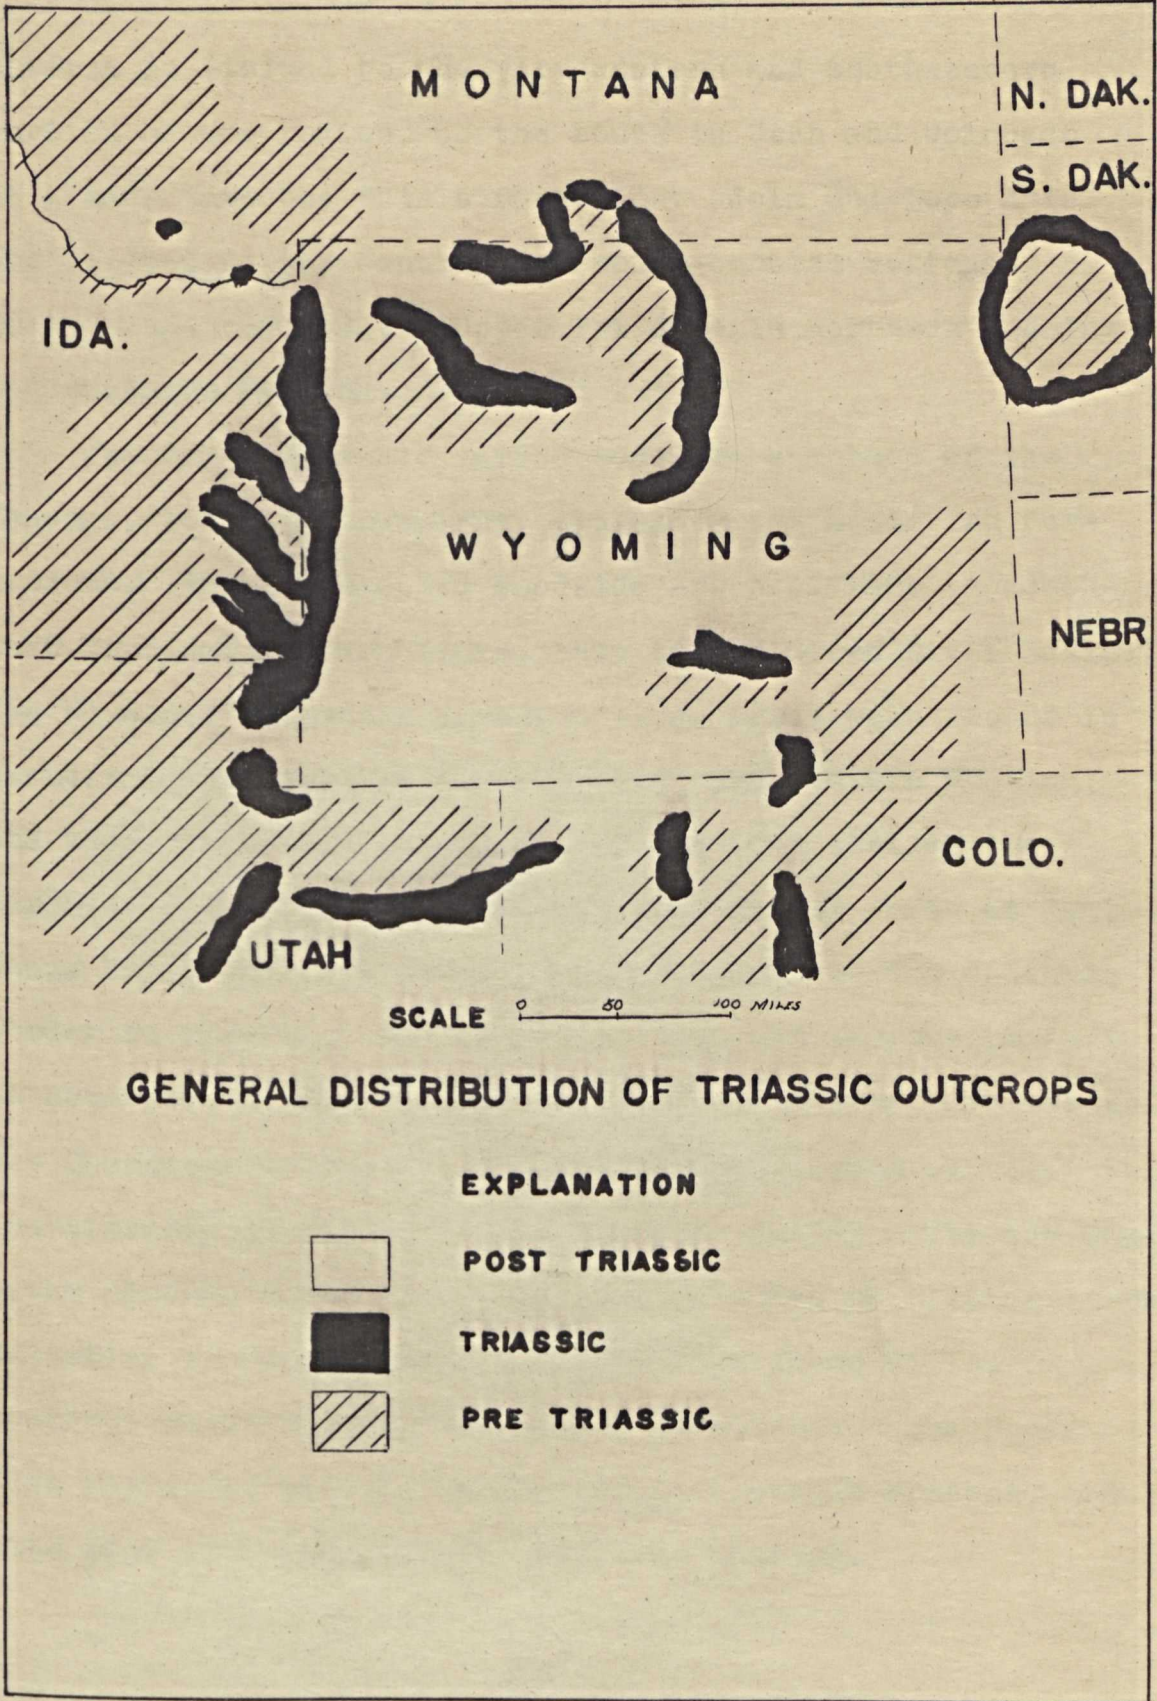 MONTANA
N. DAK.
S. DAK.
IDA.
WYOMING
NEBR
COLO.
UTAH
SCALE 0 50 100 MILES
GENERAL DISTRIBUTION OF TRIASSIC OUTCROPS
EXPLANATION
POST TRIASSIC
TRIASSIC
PRE TRIASSIC